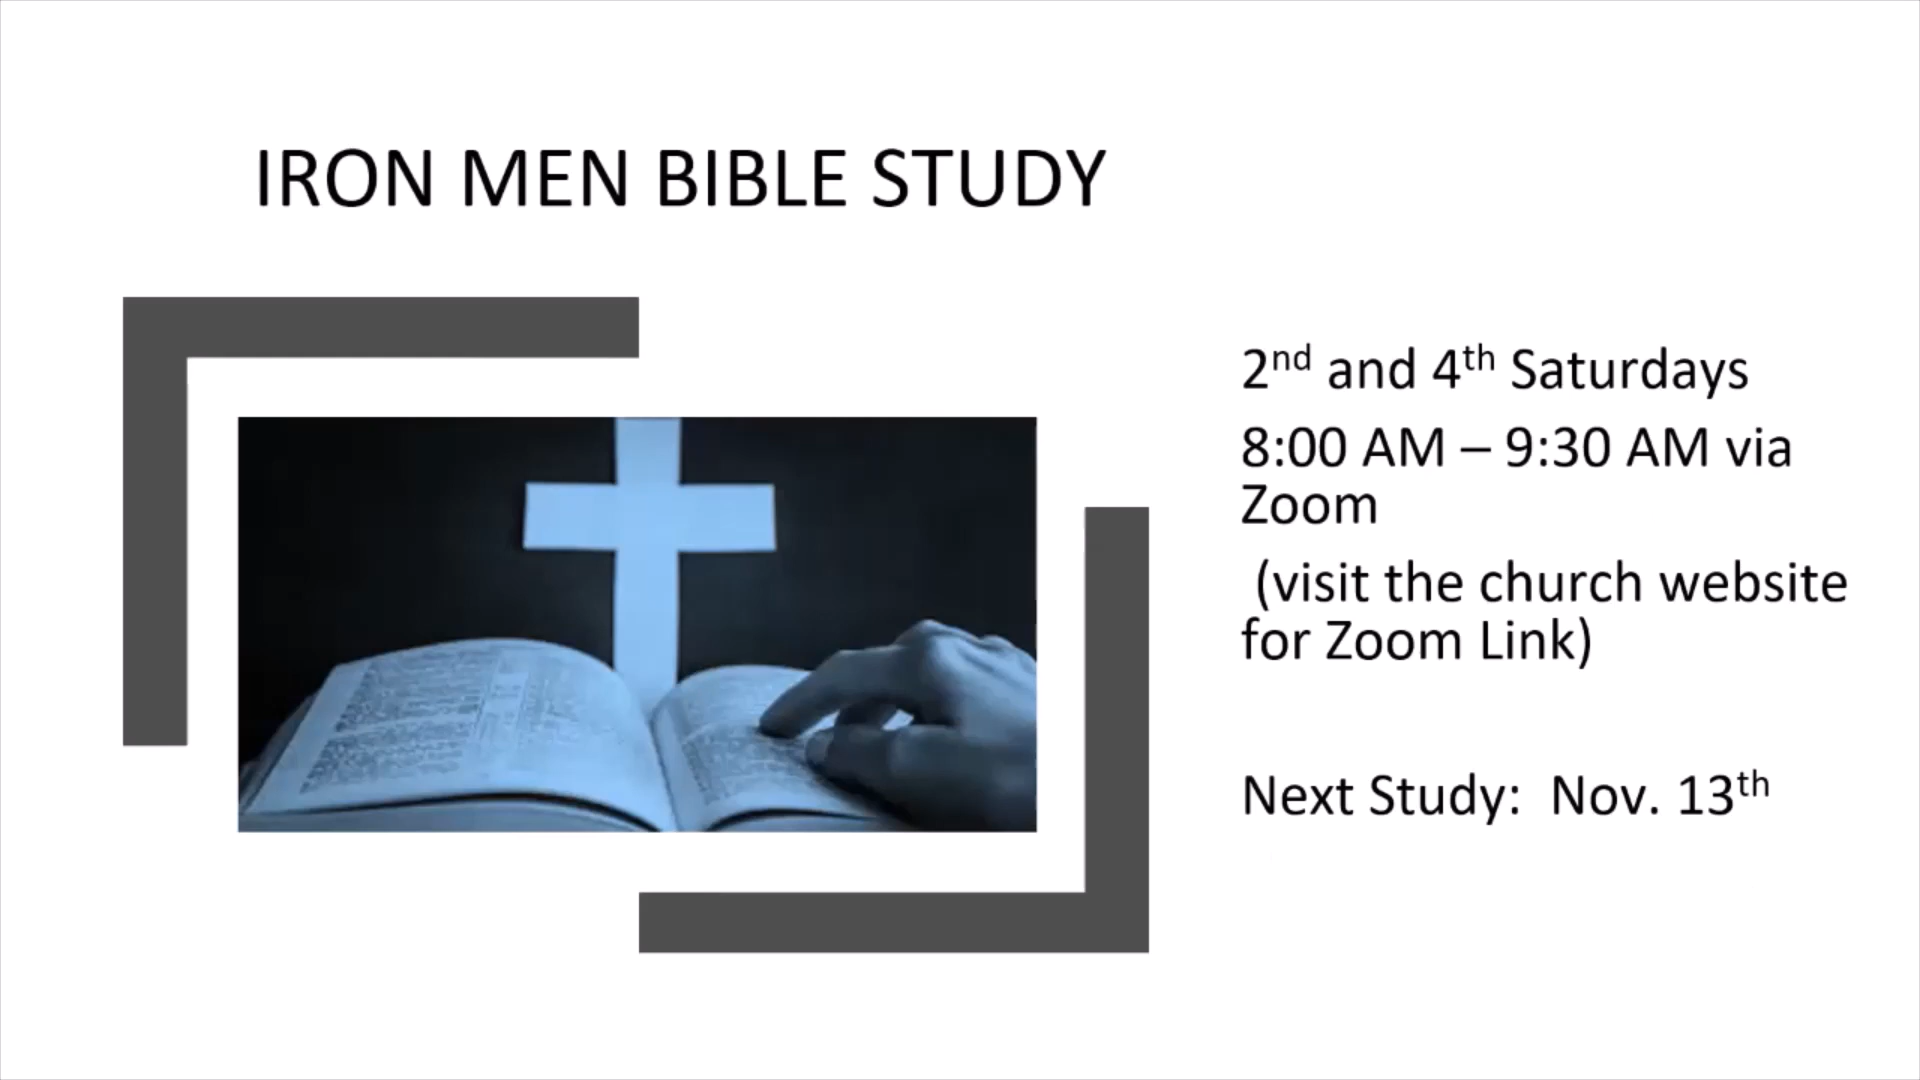 IRON MEN BIBLE STUDY
2nd and 4th Saturdays
8:00 AM – 9:30 AM via
Zoom
(visit the church website
for Zoom Link)
Next Study: Nov. 13th